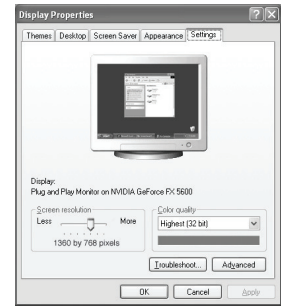 Display Properties
Themes Desktop Screen Saver Appearance Settings
Display:
Plug and Play Monitor on NVIDIA GeForce FX 5600
Screen resolution
Less More
1360 by 768 pixels
Color quality
Highest (32 bit)
Troubleshoot... Advanced
OK Cancel Apply